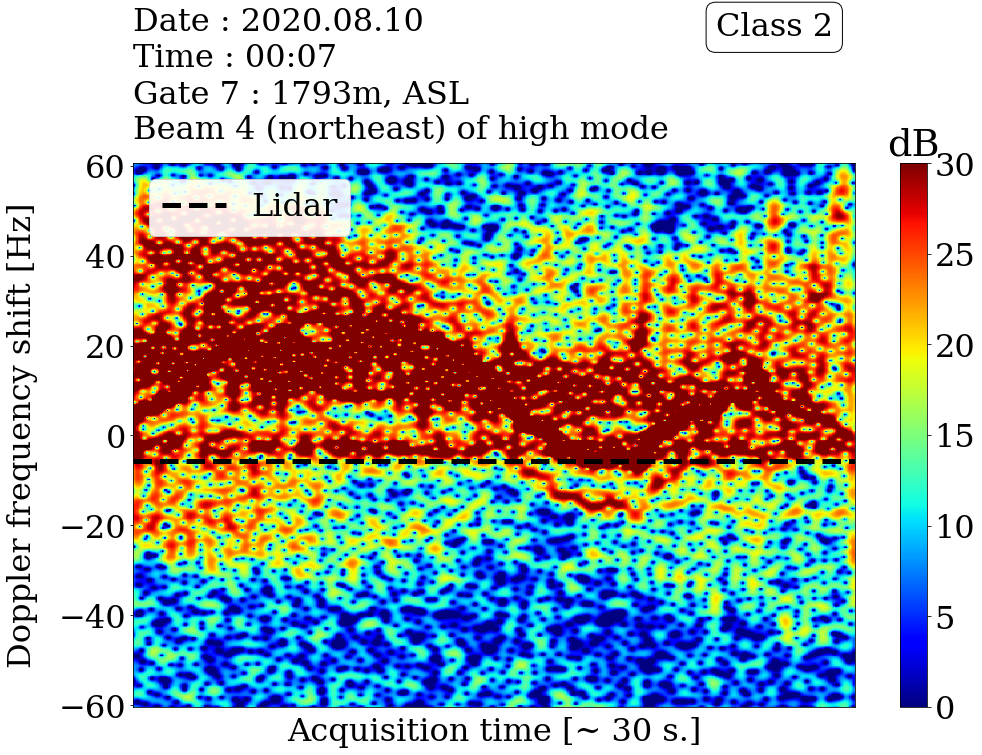 Date : 2020.08.10
Time : 00:07
Gate 7 : 1793m, ASL
Beam 4 (northeast) of high mode
Class 2
dB
Lidar
60
40
20
0
−20
−40
−60
Doppler frequency shift [Hz]
Acquisition time [~ 30 s.]
30
25
20
15
10
5
0